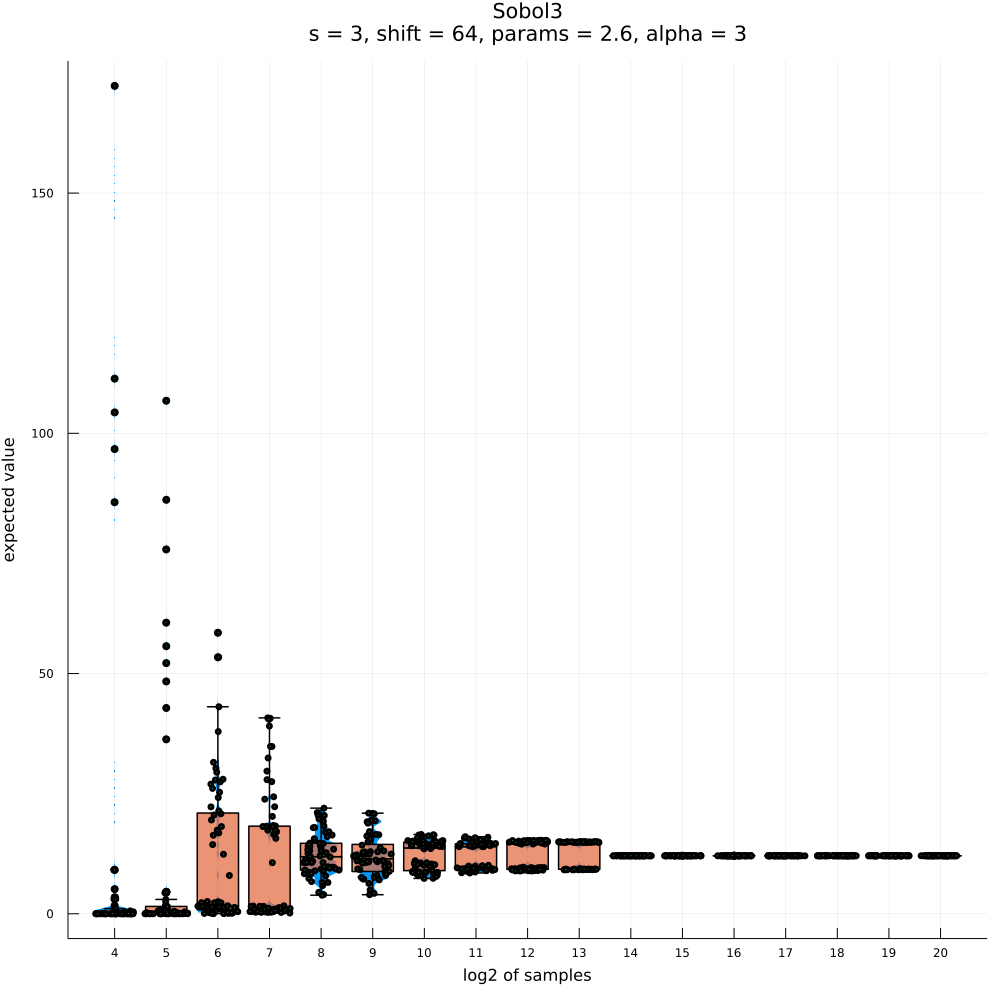 Sobol3
s = 3, shift = 64, params = 2.6, alpha = 3
expected value
150
100
50
0
4 5 6 7 8 9 10 11 12 13 14 15 16 17 18 19 20
log2 of samples